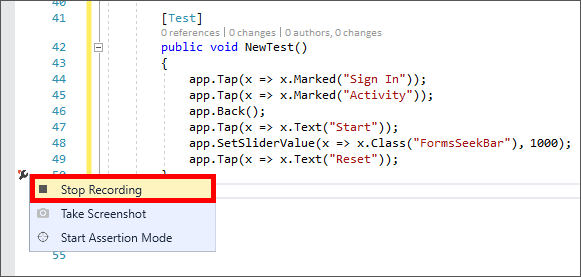 41 [Test]
0 references | 0 changes | 0 authors, 0 changes
42 public void NewTest()
43 {
44 app.Tap(x => x.Marked("Sign In"));
45 app.Tap(x => x.Marked("Activity"));
46 app.Back();
47 app.Tap(x => x.Text("Start"));
48 app.SetSliderValue(x => x.Class("FormsSeekBar"), 1000);
49 app.Tap(x => x.Text("Reset"));
}
Stop Recording
Take Screenshot
Start Assertion Mode
55